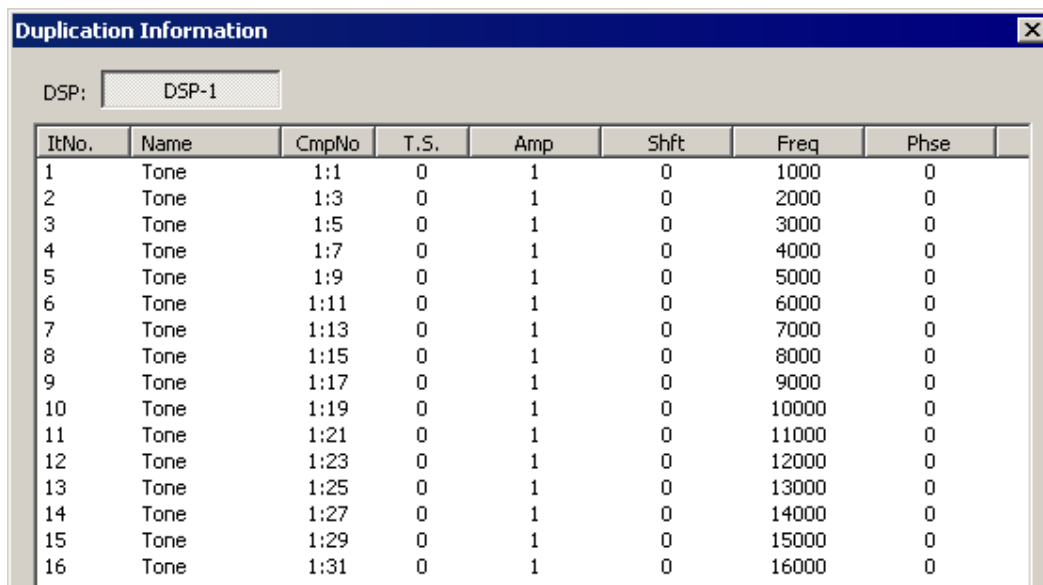 Duplication Information
DSP: DSP-1
ItNo. Name CmpNo T.S. Amp Shft Freq Phse
1 Tone 1:1 0 1 0 1000 0
2 Tone 1:3 0 1 0 2000 0
3 Tone 1:5 0 1 0 3000 0
4 Tone 1:7 0 1 0 4000 0
5 Tone 1:9 0 1 0 5000 0
6 Tone 1:11 0 1 0 6000 0
7 Tone 1:13 0 1 0 7000 0
8 Tone 1:15 0 1 0 8000 0
9 Tone 1:17 0 1 0 9000 0
10 Tone 1:19 0 1 0 10000 0
11 Tone 1:21 0 1 0 11000 0
12 Tone 1:23 0 1 0 12000 0
13 Tone 1:25 0 1 0 13000 0
14 Tone 1:27 0 1 0 14000 0
15 Tone 1:29 0 1 0 15000 0
16 Tone 1:31 0 1 0 16000 0